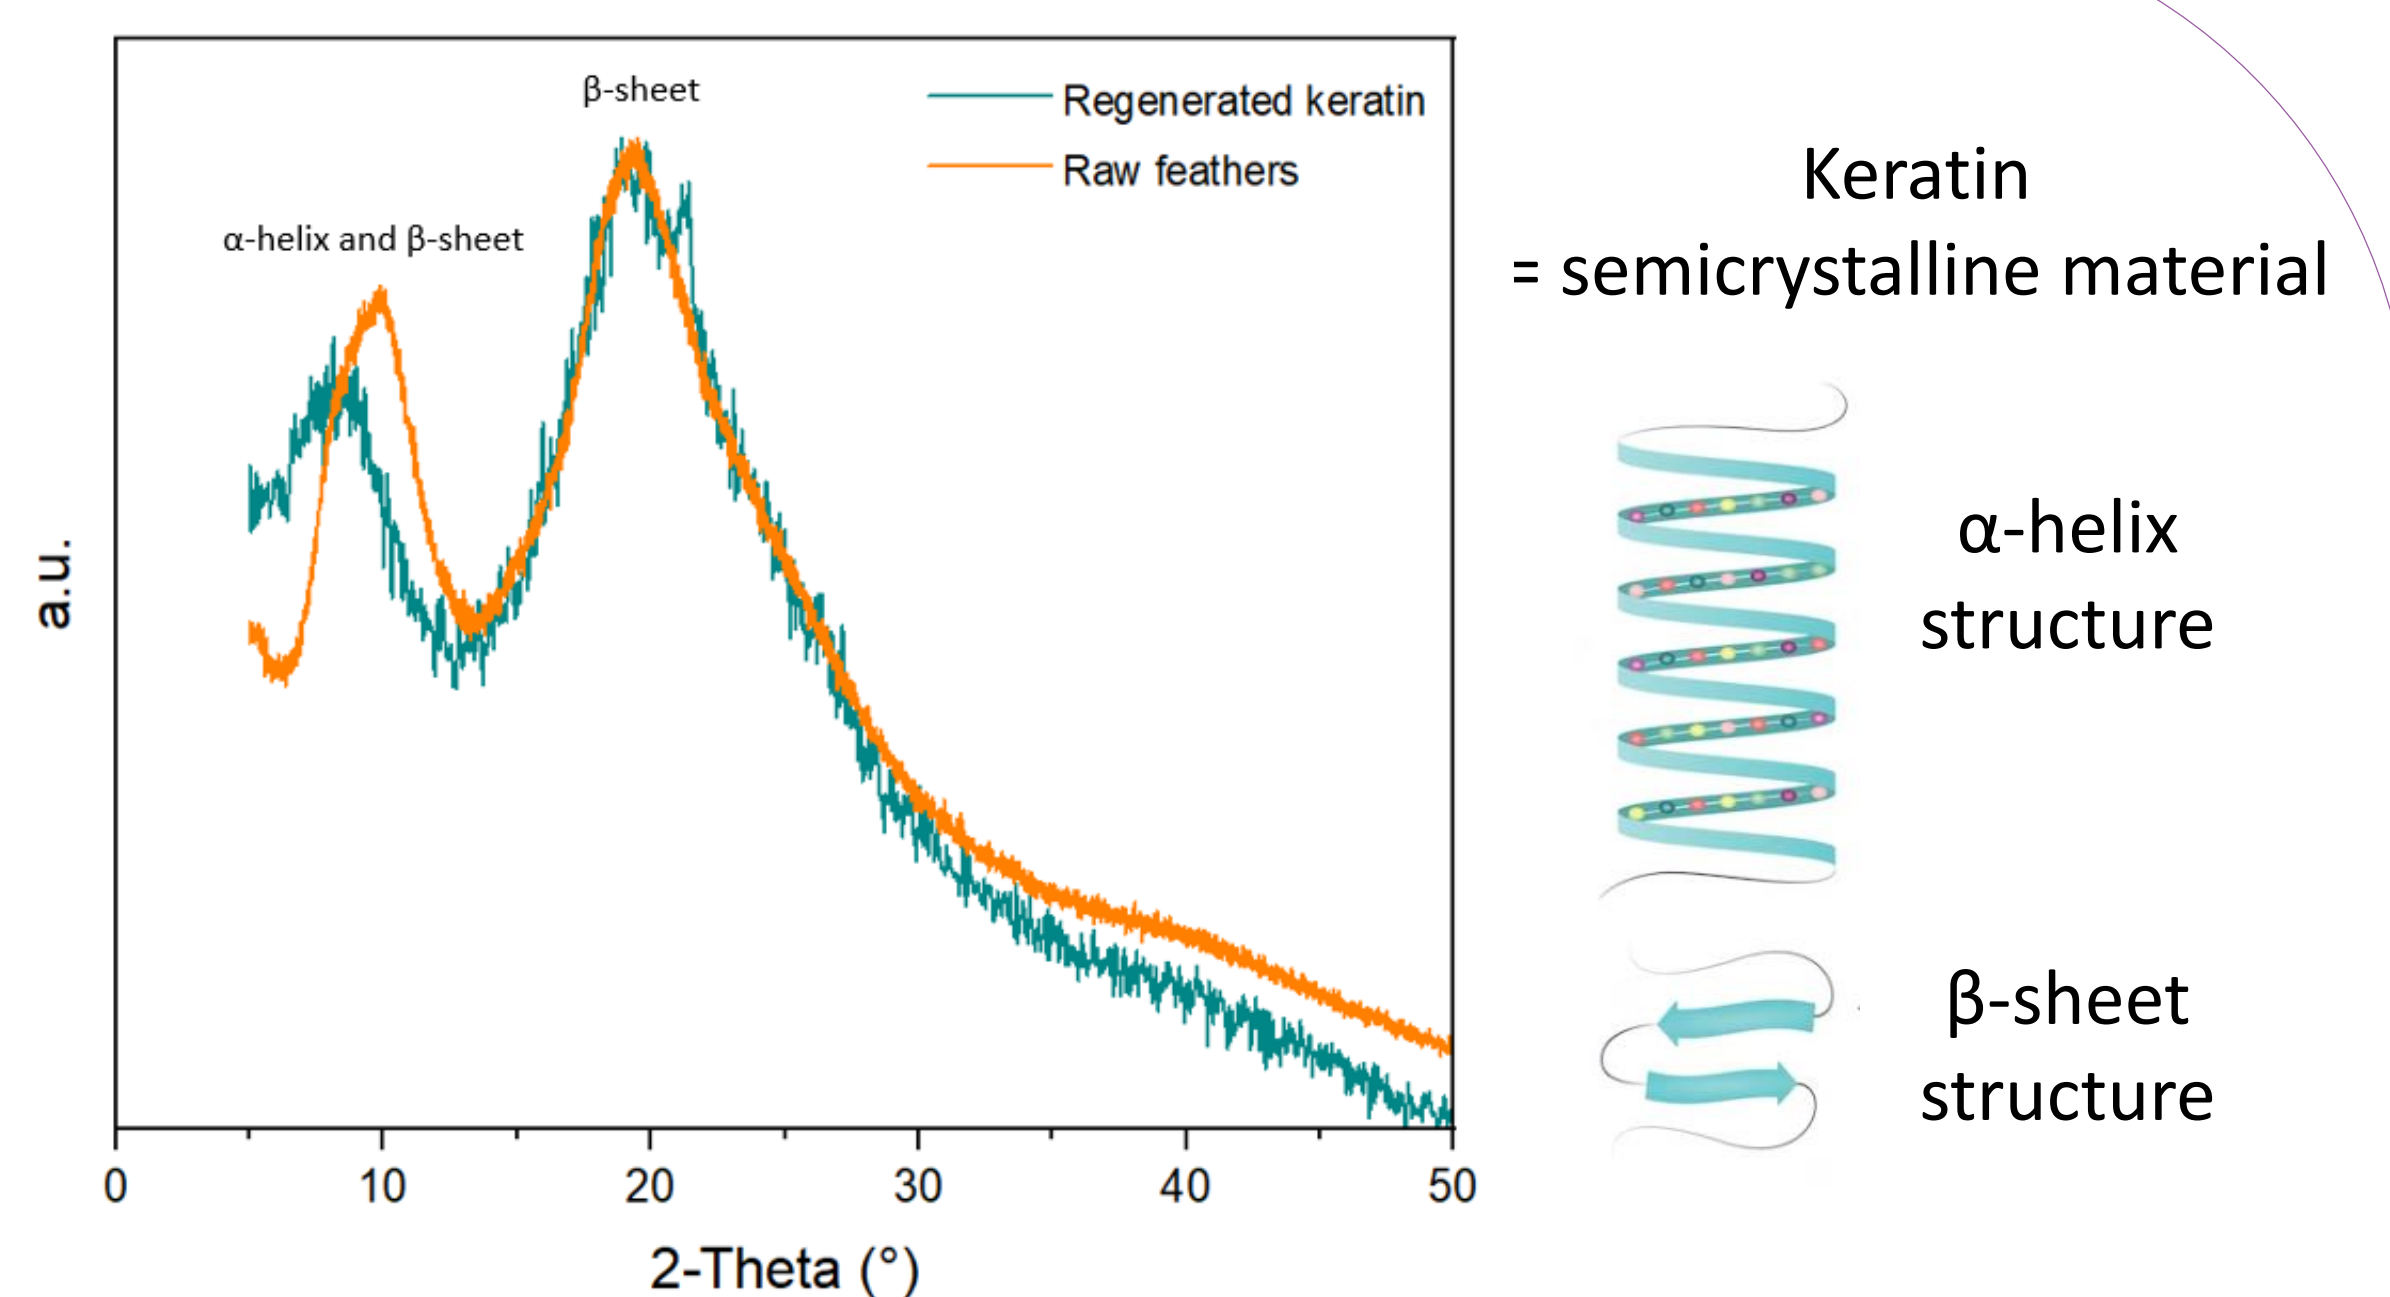 β-sheet
α-helix and β-sheet
Regenerated keratin
Raw feathers
a.u.
0 10 20 30 40 50
2-Theta (°)
Keratin
= semicrystalline material
α-helix
structure
β-sheet
structure